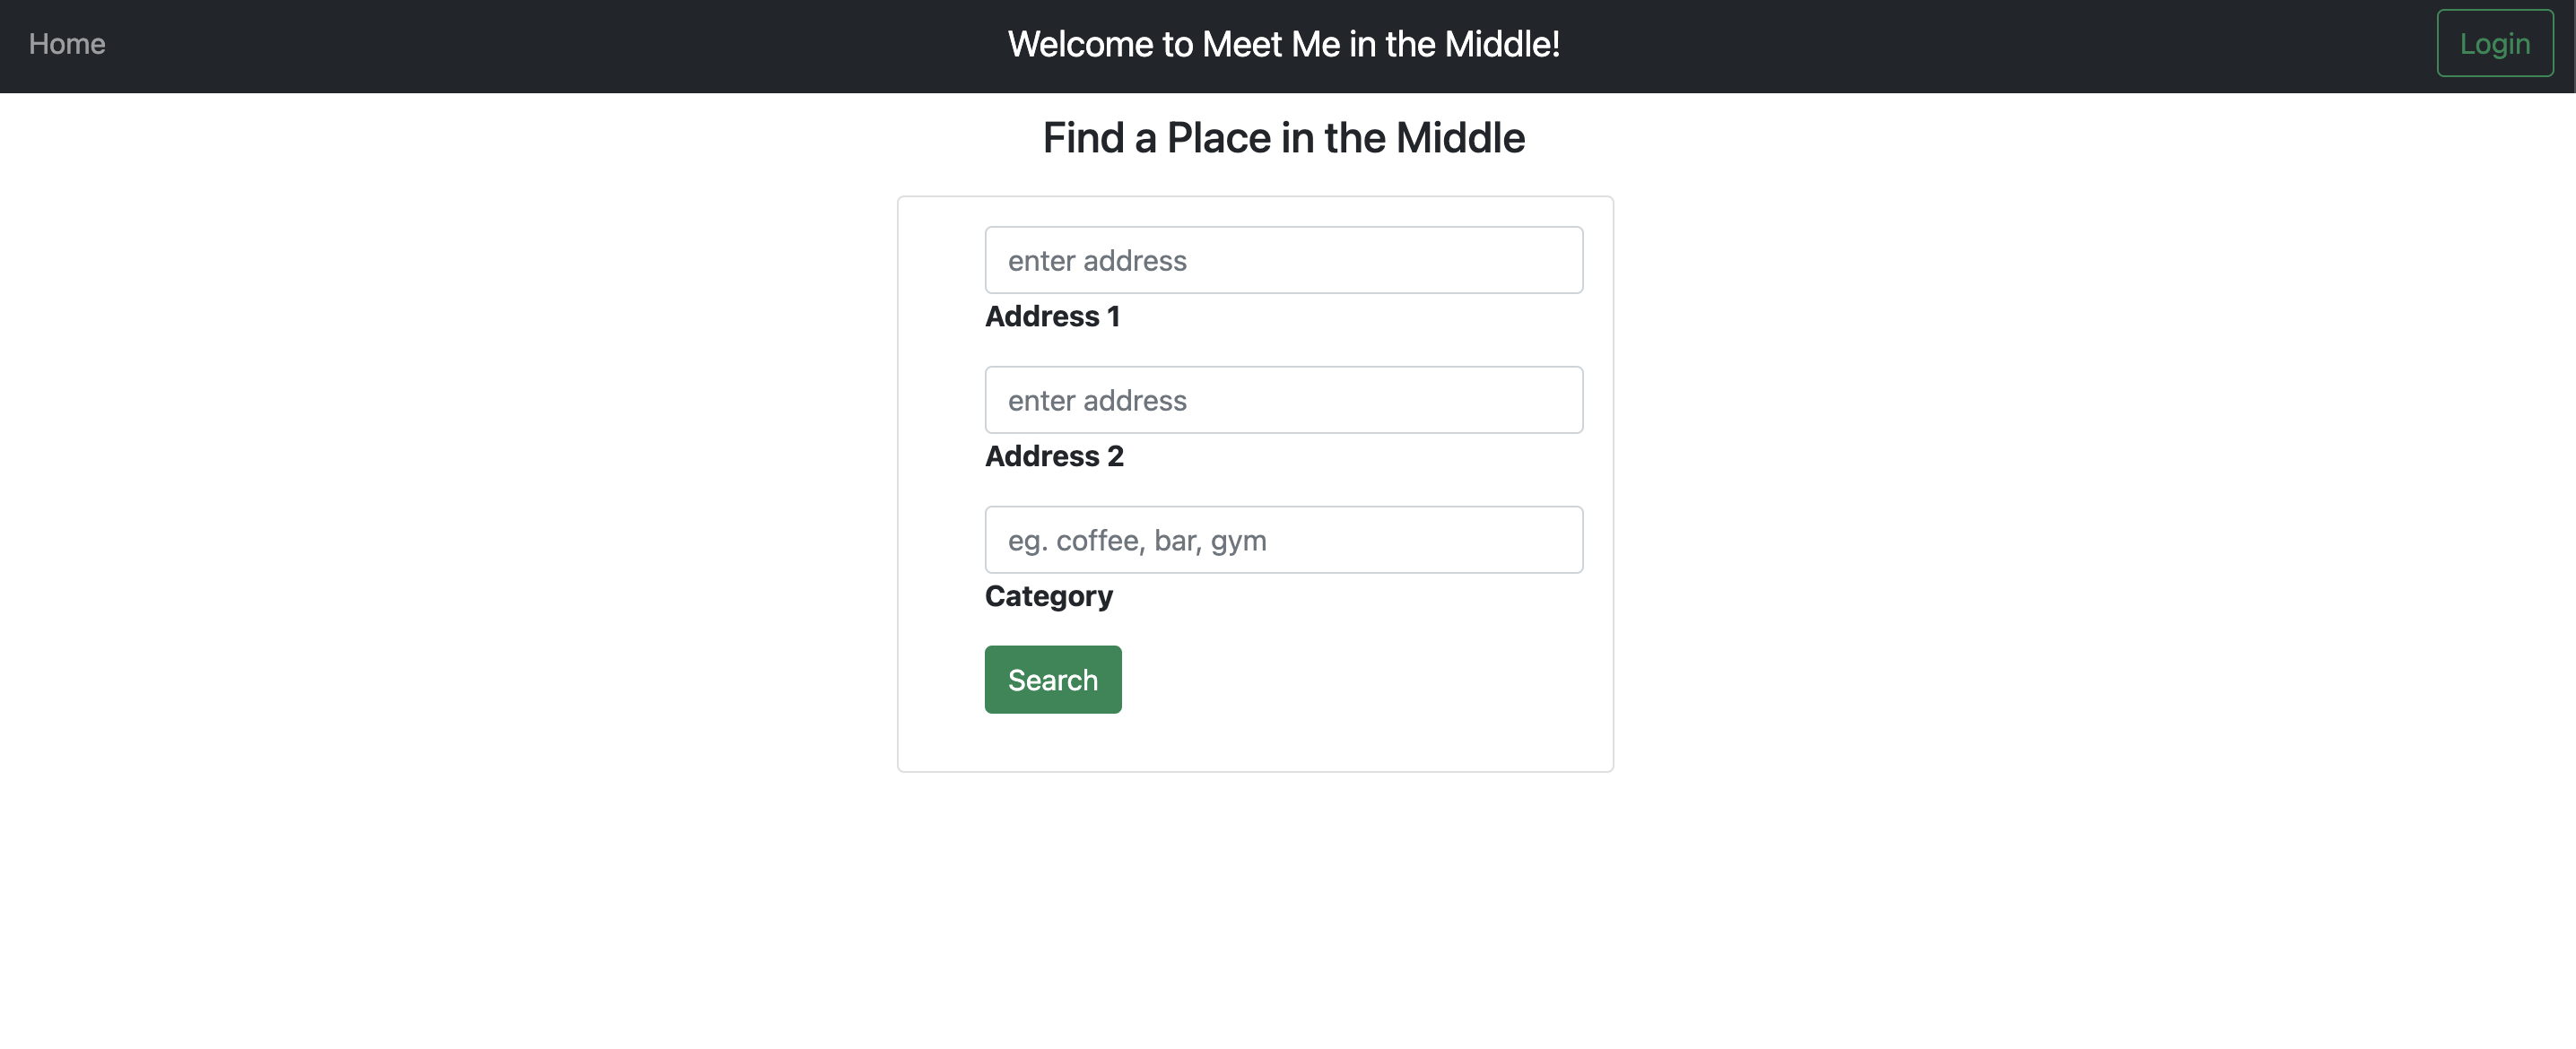 Home
Welcome to Meet Me in the Middle!
Login
Find a Place in the Middle
enter address
Address 1
enter address
Address 2
eg. coffee, bar, gym
Category
Search